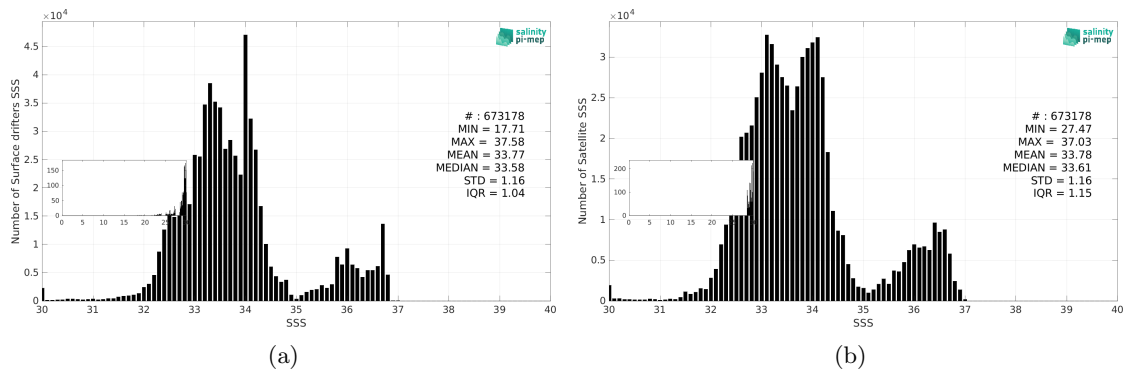 ×10⁴
4.5
4
3.5
3
2.5
2
1.5
1
0.5
0
30 31 32 33 34 35 36 37 38 39 40
SSS
Number of Surface drifters SSS
salinity
pi-mep
# : 673178
MIN = 17.71
MAX = 37.58
MEAN = 33.77
MEDIAN = 33.58
STD = 1.16
IQR = 1.04
150
100
50
0
0 5 10 15 20 25
(a)
×10⁴
3
2.5
2
1.5
1
0.5
0
30 31 32 33 34 35 36 37 38 39 40
SSS
Number of Satellite SSS
salinity
pi-mep
# : 673178
MIN = 27.47
MAX = 37.03
MEAN = 33.78
MEDIAN = 33.61
STD = 1.16
IQR = 1.15
200
150
100
50
0
0 5 10 15 20 25
(b)